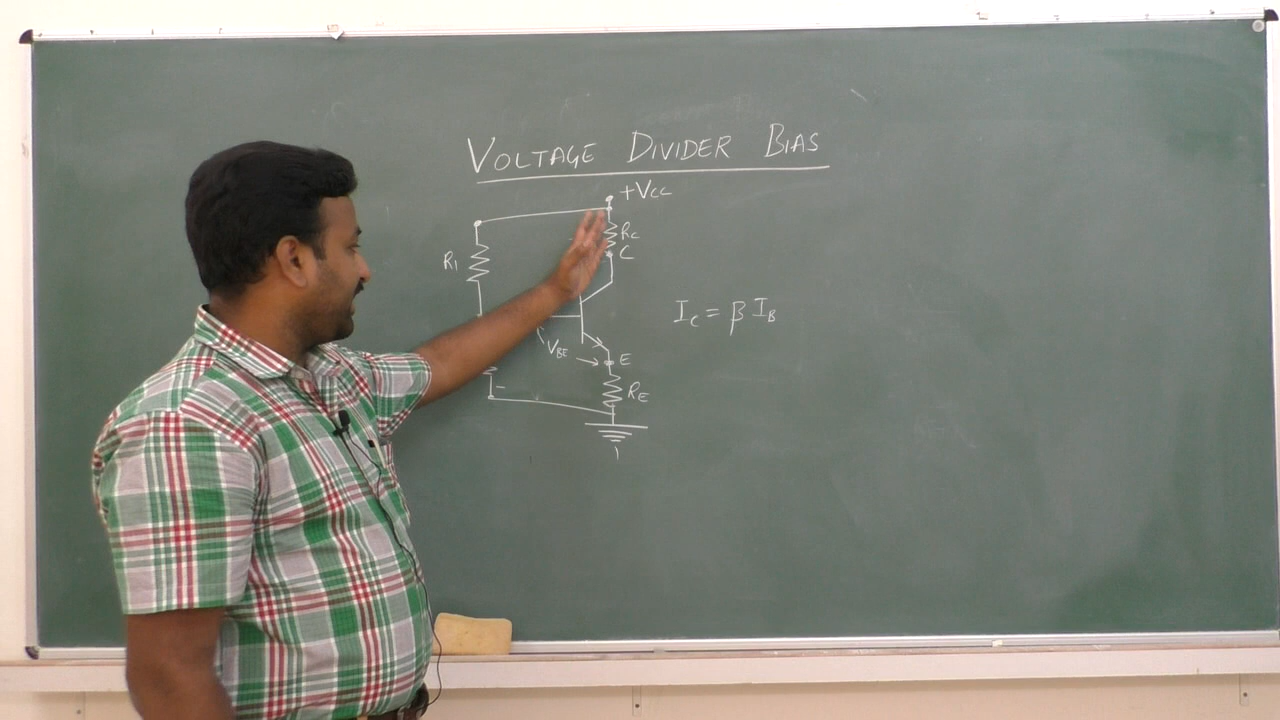 VOLTAGE DIVIDER BIAS
+VCC
RC
C
R1
IC = β IB
VBE
E
-
RE